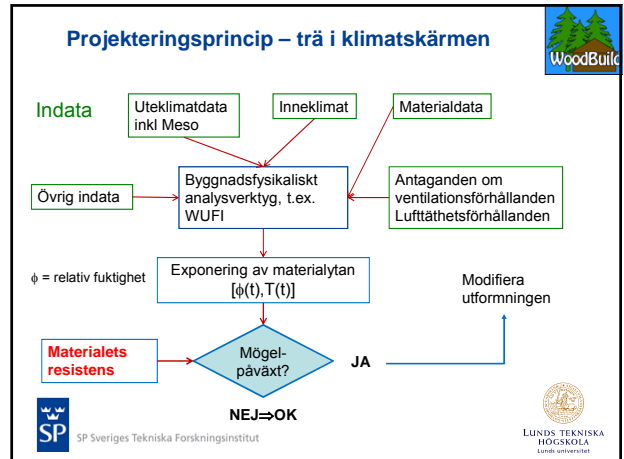 Projekteringsprincip – trä i klimatskärmen
WoodBuild
Indata
Uteklimatdata
inkl Meso
Inneklimat
Materialdata
Övrig indata
Byggnadsfysikaliskt
analysverktyg, t.ex.
WUFI
Antaganden om
ventilationsförhållanden
Lufttäthetsförhållanden
ϕ = relativ fuktighet
Exponering av materialytan
[ϕ(t),T(t)]
Modifiera
utformningen
Materialets
resistens
Mögel-
påväxt?
JA
NEJ⇒OK
SP
SP Sveriges Tekniska Forskningsinstitut
LUNDS TEKNISKA
HÖGSKOLA
Lunds universitet